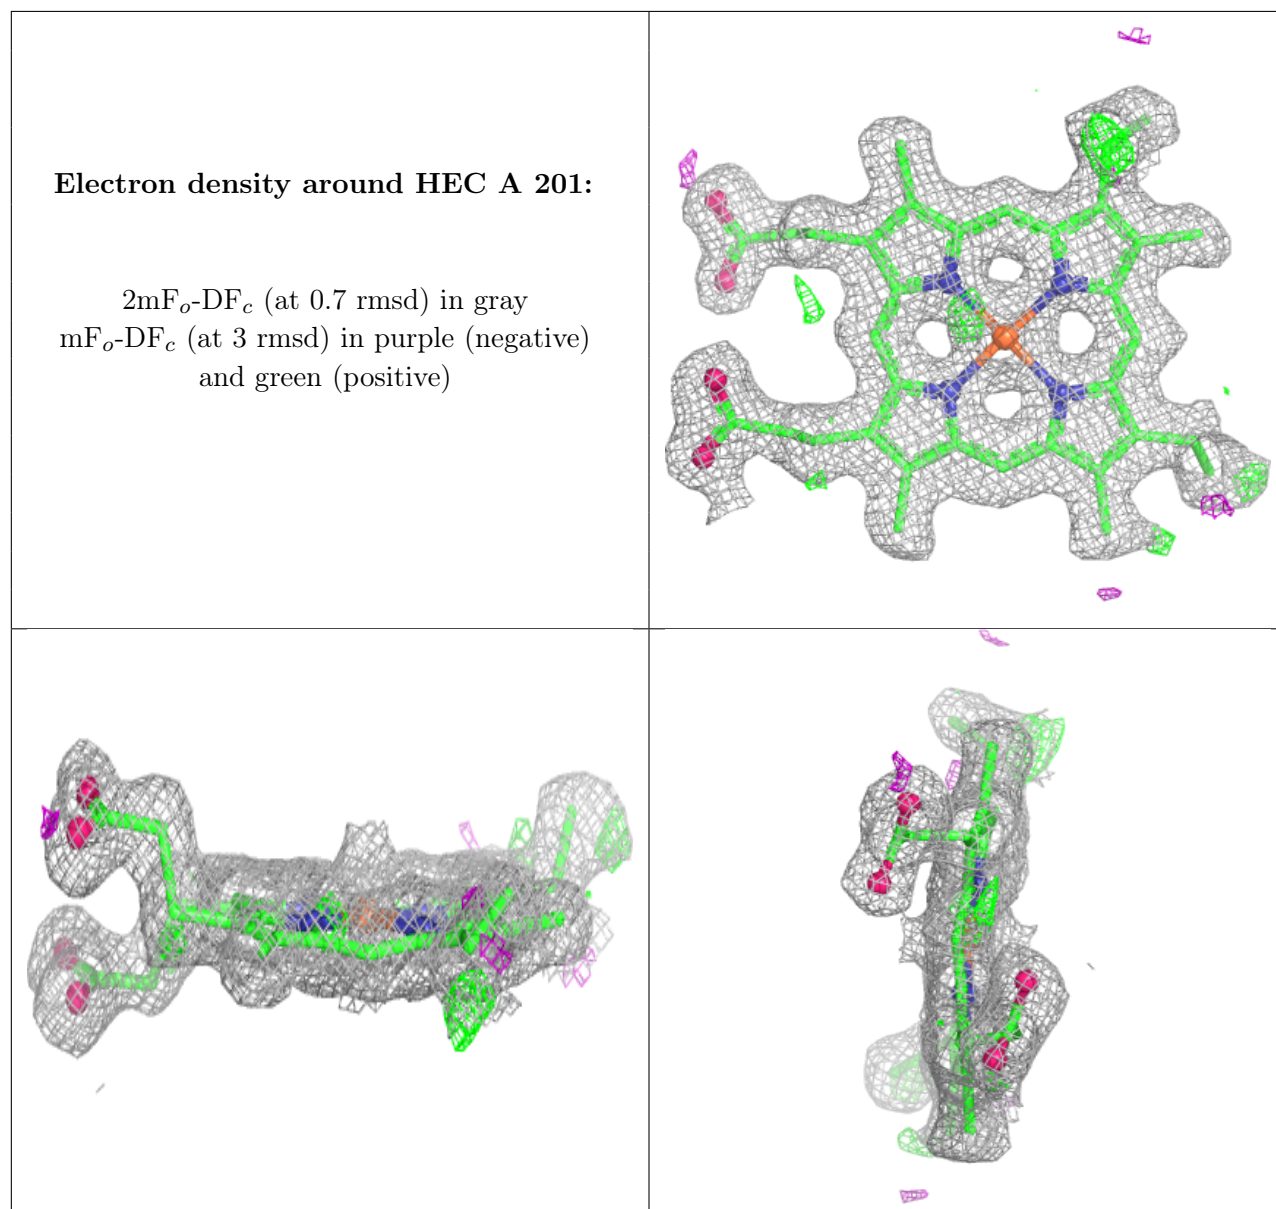 Electron density around HEC A 201:
2mFo-DFc (at 0.7 rmsd) in gray
mFo-DFc (at 3 rmsd) in purple (negative)
and green (positive)